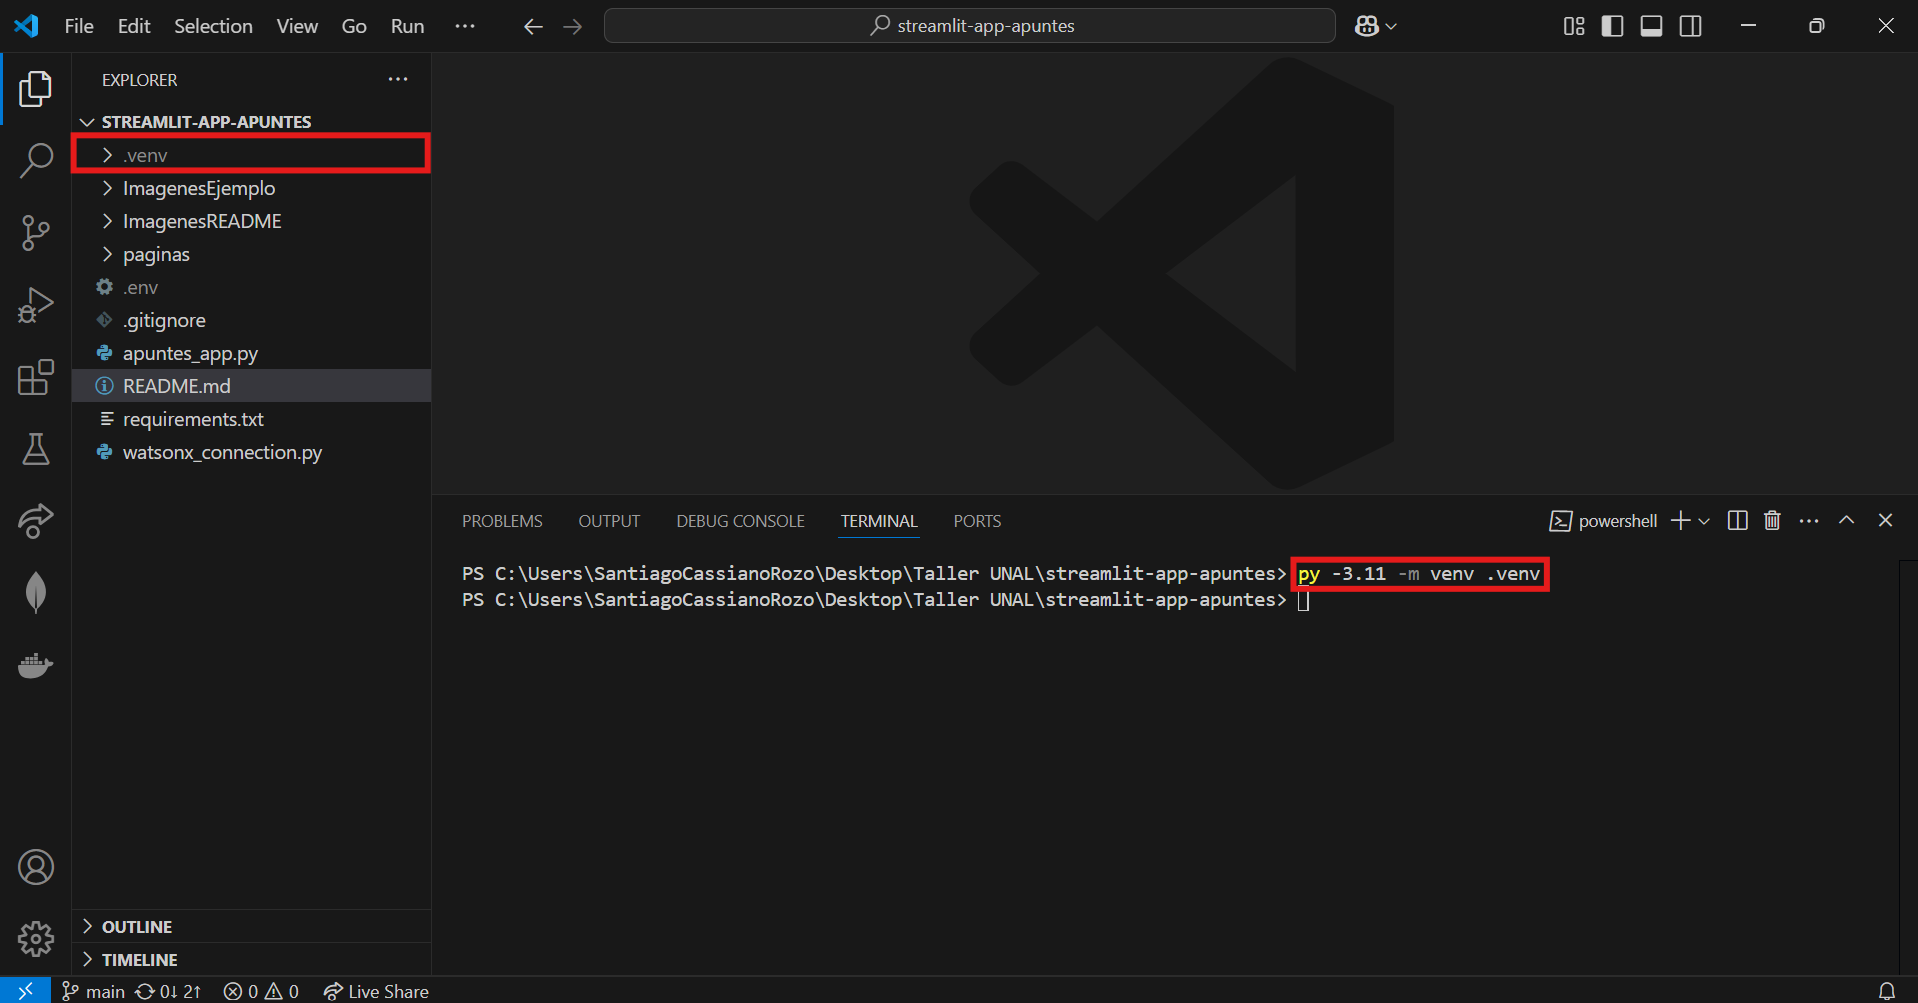 File Edit Selection View Go Run
streamlit-app-apuntes
EXPLORER
STREAMLIT-APP-APUNTES
.venv
ImagenesEjemplo
ImagenesREADME
paginas
.env
.gitignore
apuntes_app.py
README.md
requirements.txt
watsonx_connection.py
OUTLINE
TIMELINE
PROBLEMS OUTPUT DEBUG CONSOLE TERMINAL PORTS
powershell
PS C:\Users\SantiagoCassianoRozo\Desktop\Taller UNAL\streamlit-app-apuntes> py -3.11 -m venv .venv
PS C:\Users\SantiagoCassianoRozo\Desktop\Taller UNAL\streamlit-app-apuntes>
main 0↓ 2↑ 0 0 Live Share